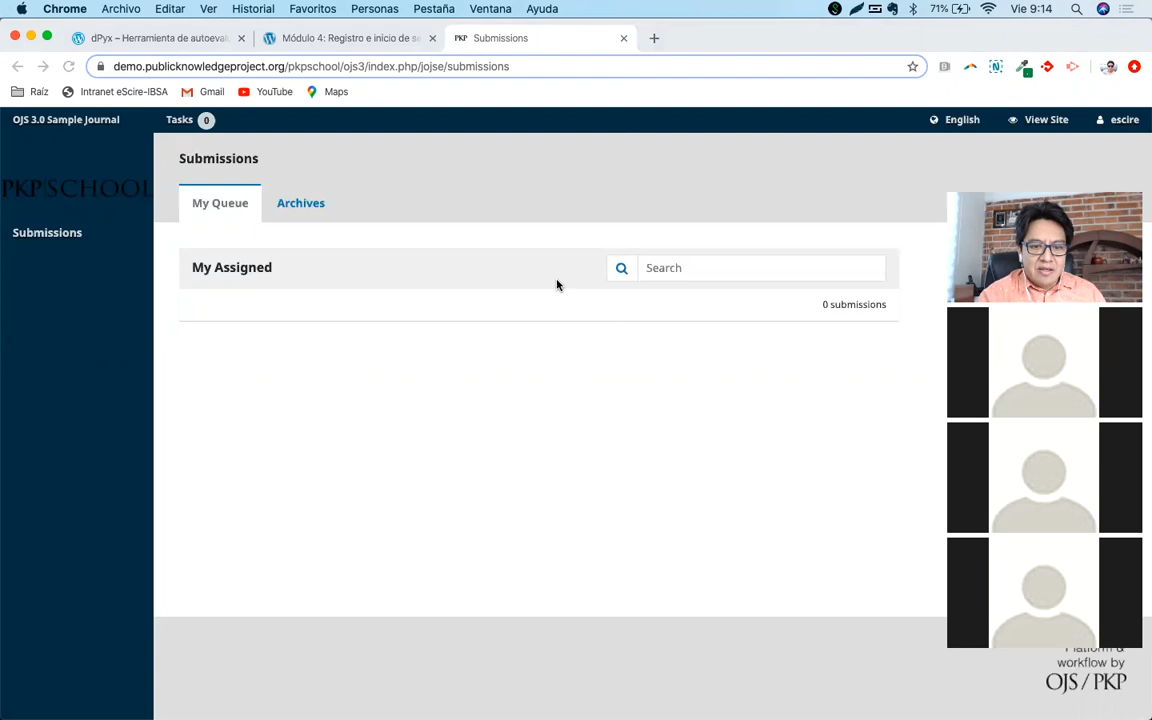 Chrome Archivo Editar Ver Historial Favoritos Personas Pestaña Ventana Ayuda 71% Vie 9:14
dPyx – Herramienta de autoeval Módulo 4: Registro e inicio de se PKP Submissions
demo.publicknowledgeproject.org/pkpschool/ojs3/index.php/jojse/submissions
Raíz Intranet eScire-IBSA Gmail YouTube Maps
OJS 3.0 Sample Journal Tasks 0 English View Site escire
Submissions
PKP|SCHOOL
My Queue Archives
Submissions
My Assigned Search
0 submissions
Platform &
workflow by
OJS / PKP